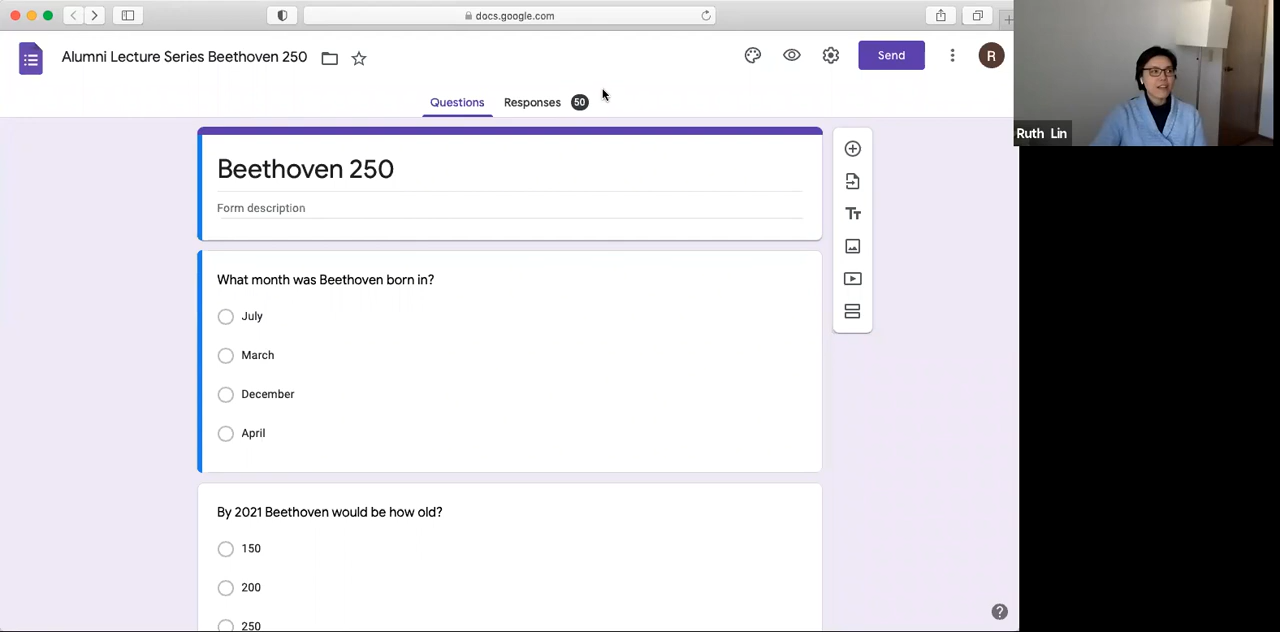 docs.google.com
Alumni Lecture Series Beethoven 250
Send
R
Questions
Responses
50
Ruth Lin
Beethoven 250
Form description
Tt
What month was Beethoven born in?
July
March
December
April
By 2021 Beethoven would be how old?
150
200
250
?